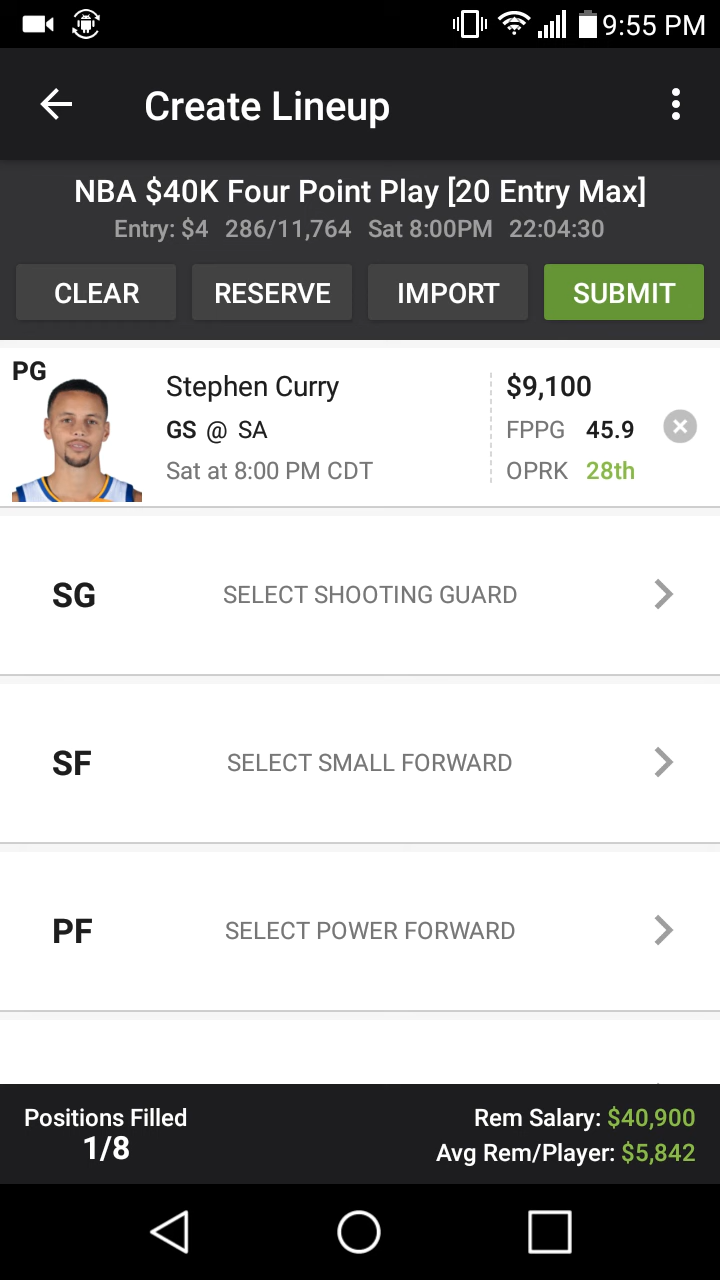 9:55 PM
Create Lineup
NBA $40K Four Point Play [20 Entry Max]
Entry: $4 286/11,764 Sat 8:00PM 22:04:30
CLEAR RESERVE IMPORT SUBMIT
PG
Stephen Curry $9,100
GS @ SA FPPG 45.9
Sat at 8:00 PM CDT OPRK 28th
SG SELECT SHOOTING GUARD
SF SELECT SMALL FORWARD
PF SELECT POWER FORWARD
Positions Filled Rem Salary: $40,900
1/8 Avg Rem/Player: $5,842